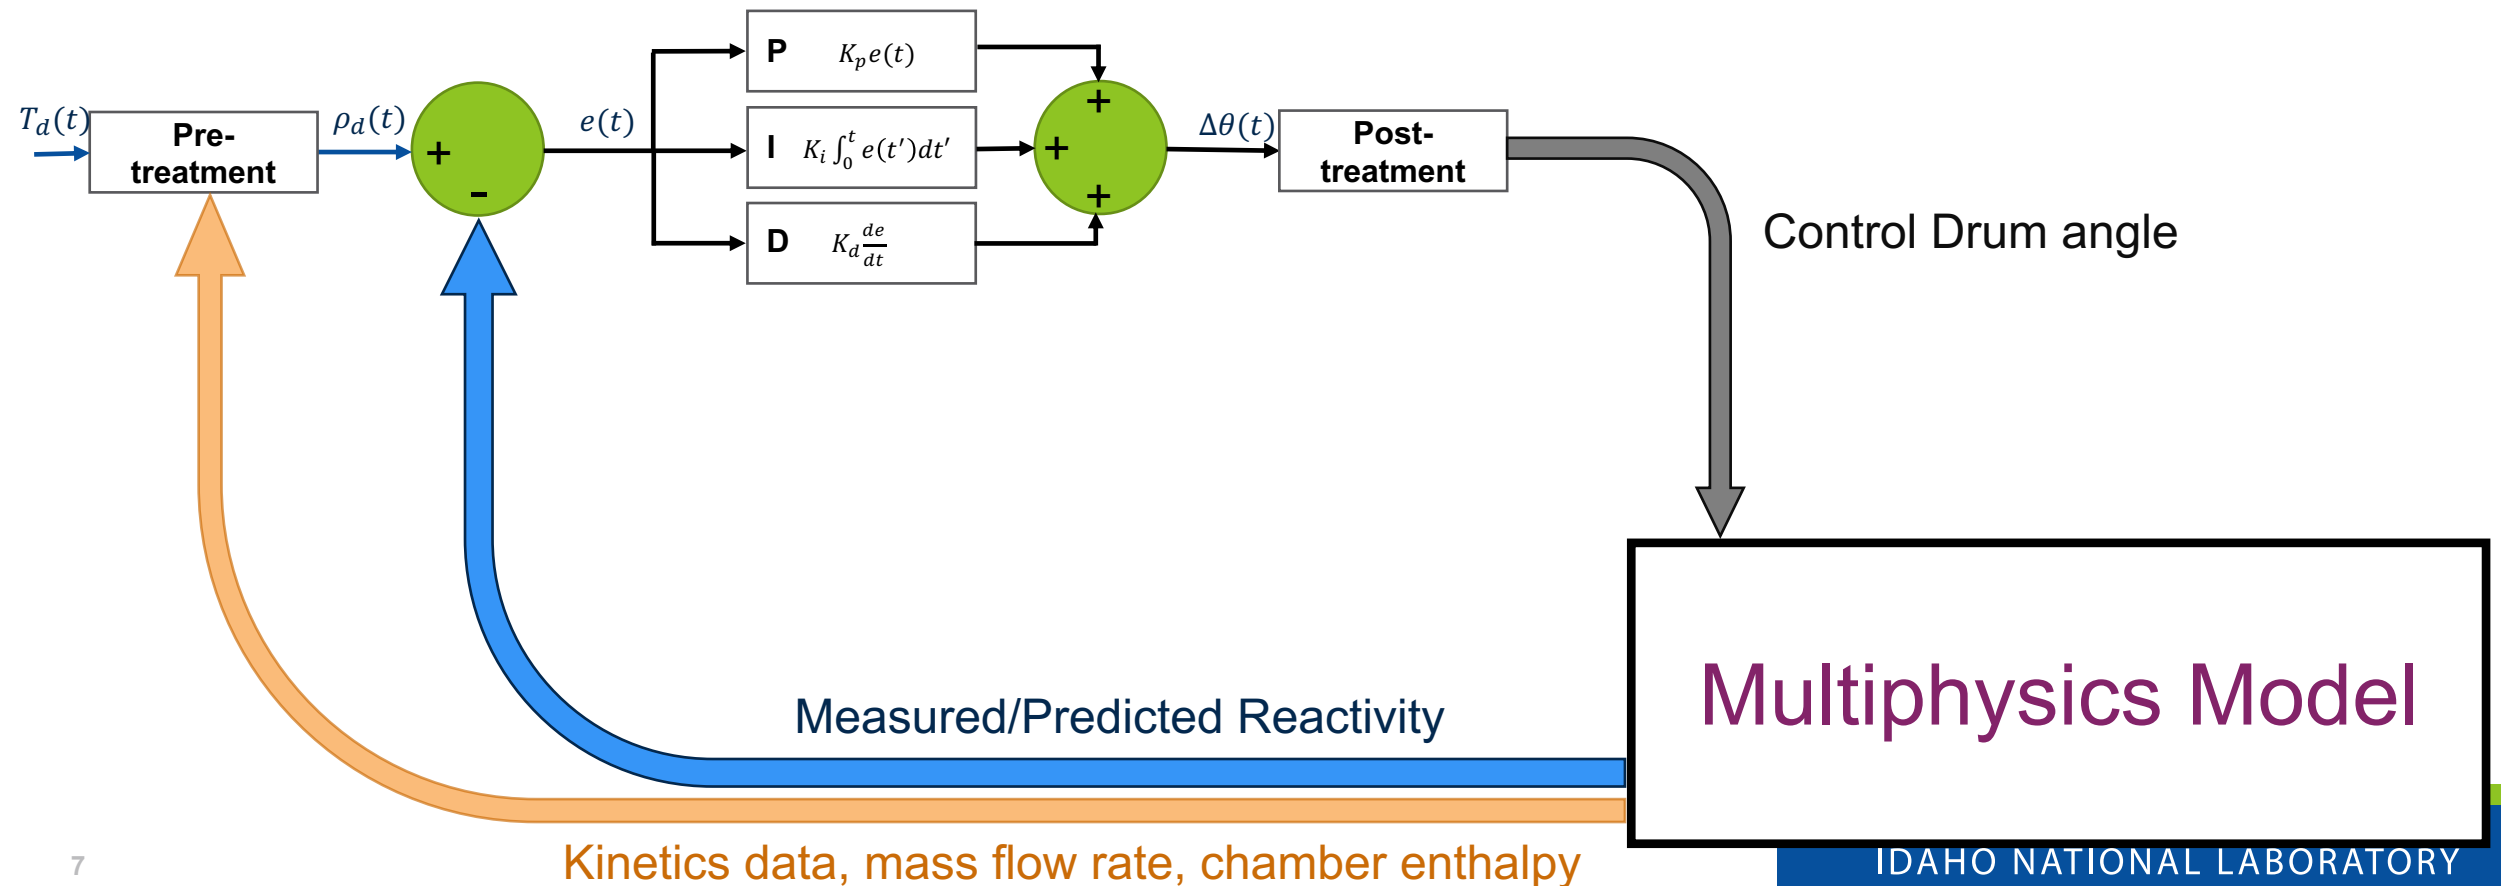 T_d(t)
Pre-
treatment
ρ_d(t)
+
-
e(t)
P K_p e(t)
I K_i ∫_0^t e(t′)dt′
D K_d de/dt
+
+
+
Δθ(t)
Post-
treatment
Control Drum angle
Multiphysics Model
Measured/Predicted Reactivity
Kinetics data, mass flow rate, chamber enthalpy
7
IDAHO NATIONAL LABORATORY